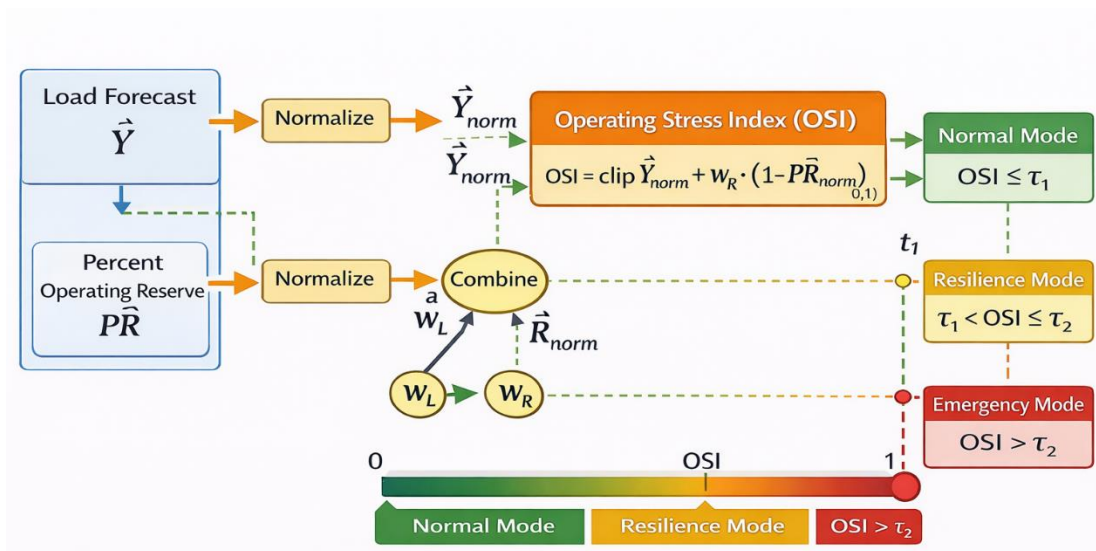 Load Forecast
Ŷ
Normalize
Y⃗norm
Y⃗norm
Operating Stress Index (OSI)
OSI = clip Y⃗norm + wR · (1 − PR⃗norm)
0,1)
Normal Mode
OSI ≤ τ1
Percent
Operating Reserve
PR̂
Normalize
Combine
a
wL
R⃗norm
t1
Resilience Mode
τ1 < OSI ≤ τ2
wL
wR
Emergency Mode
OSI > τ2
0
OSI
1
Normal Mode
Resilience Mode
OSI > τ2